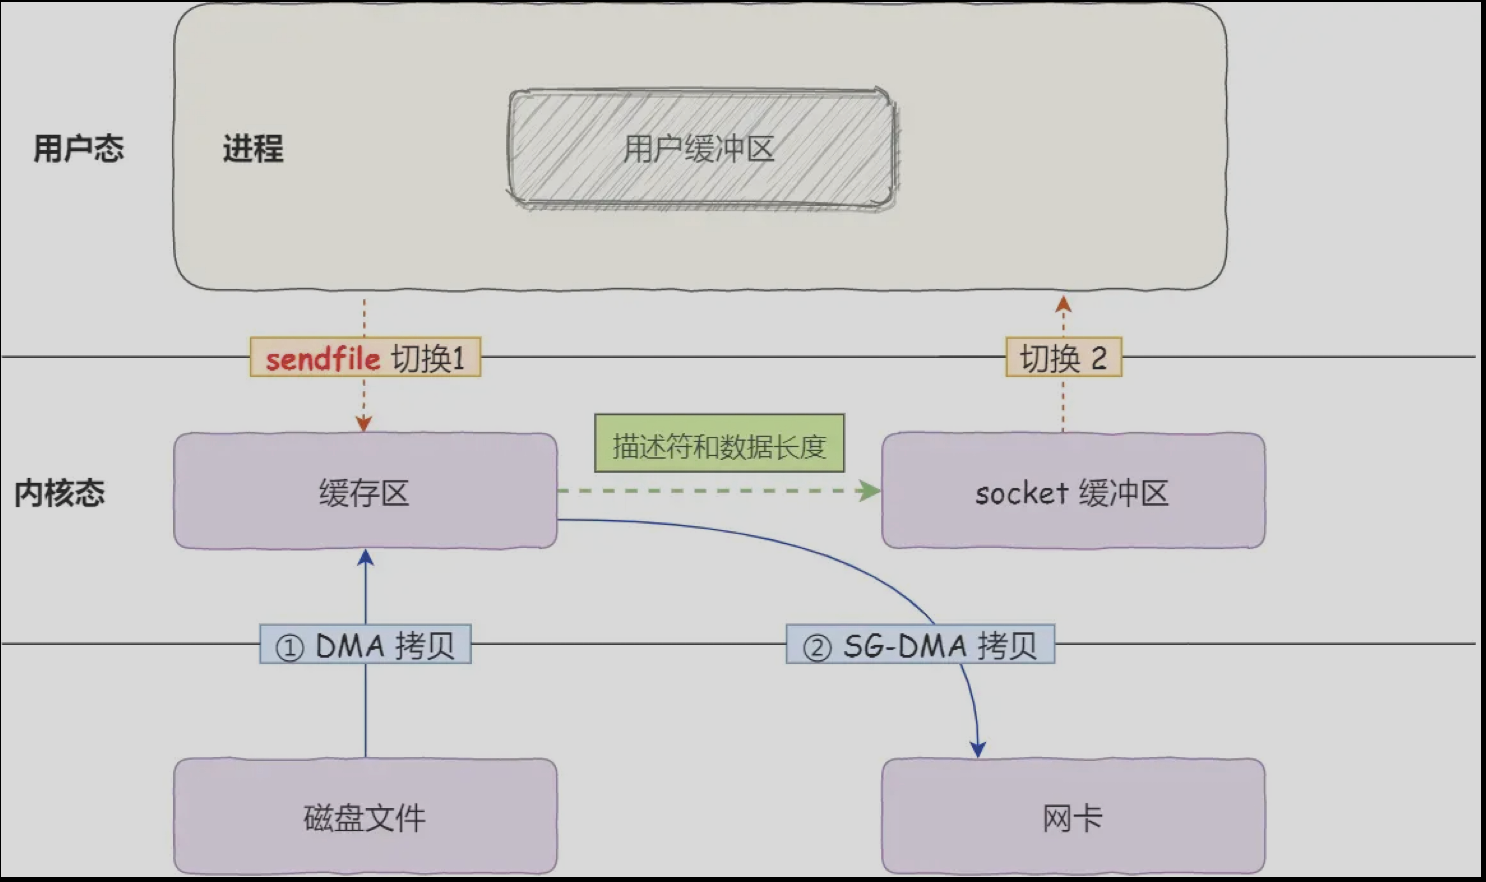 用户态
进程
用户缓冲区
sendfile 切换1
切换 2
描述符和数据长度
内核态
缓存区
socket 缓冲区
① DMA 拷贝
② SG-DMA 拷贝
磁盘文件
网卡